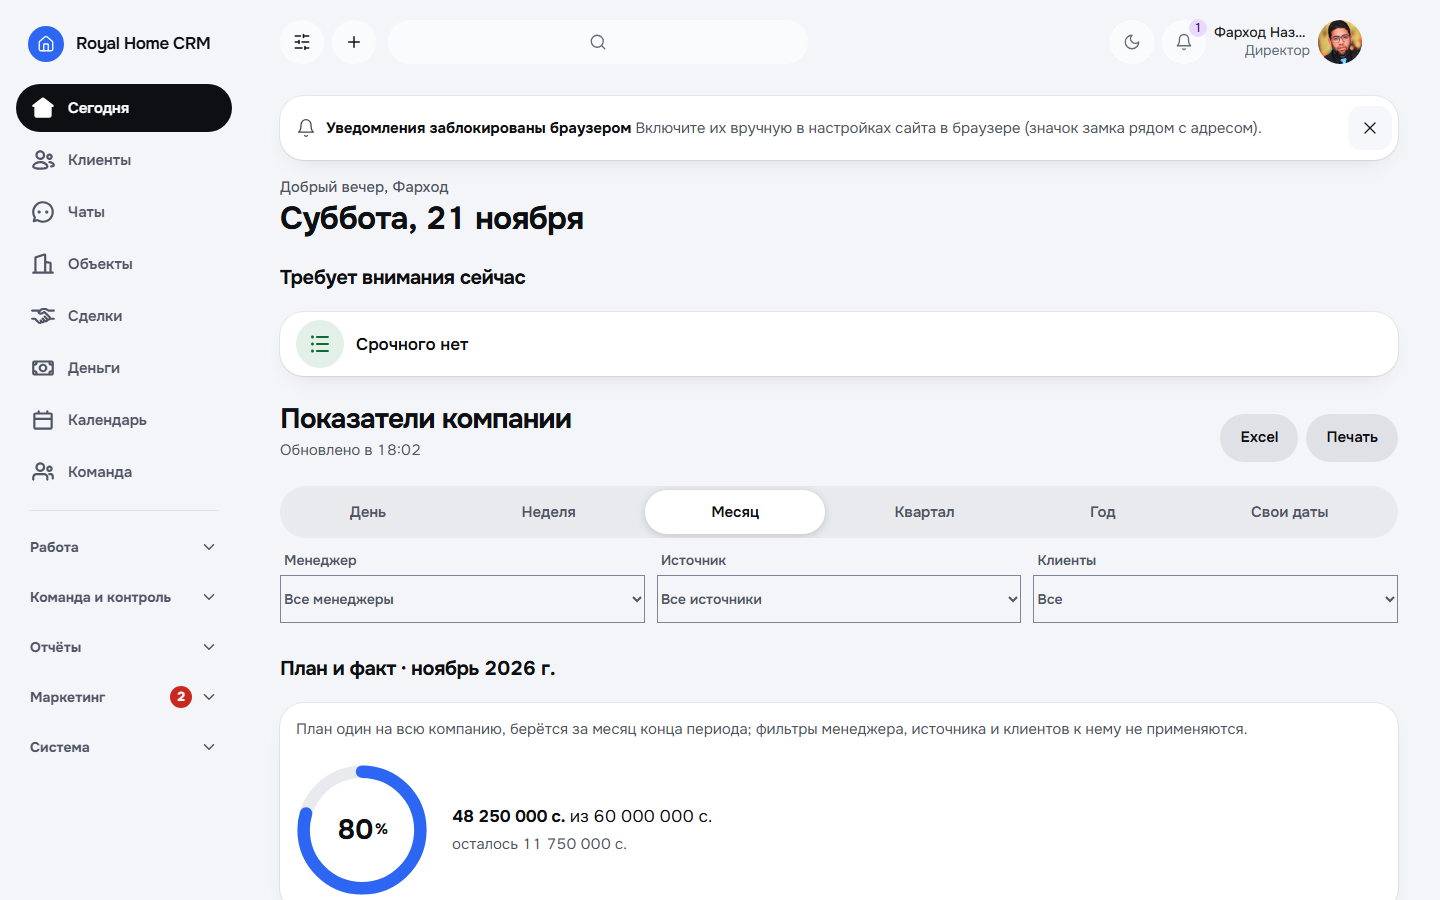 Royal Home CRM
1
Фарход Наз...
Директор
Сегодня
Клиенты
Чаты
Объекты
Сделки
Деньги
Календарь
Команда
Работа
Команда и контроль
Отчёты
Маркетинг 2
Система
Уведомления заблокированы браузером Включите их вручную в настройках сайта в браузере (значок замка рядом с адресом).
Добрый вечер, Фарход
Суббота, 21 ноября
Требует внимания сейчас
Срочного нет
Показатели компании
Обновлено в 18:02
Excel Печать
День Неделя Месяц Квартал Год Свои даты
Менеджер Источник Клиенты
Все менеджеры Все источники Все
План и факт · ноябрь 2026 г.
План один на всю компанию, берётся за месяц конца периода; фильтры менеджера, источника и клиентов к нему не применяются.
80%
48 250 000 с. из 60 000 000 с.
осталось 11 750 000 с.